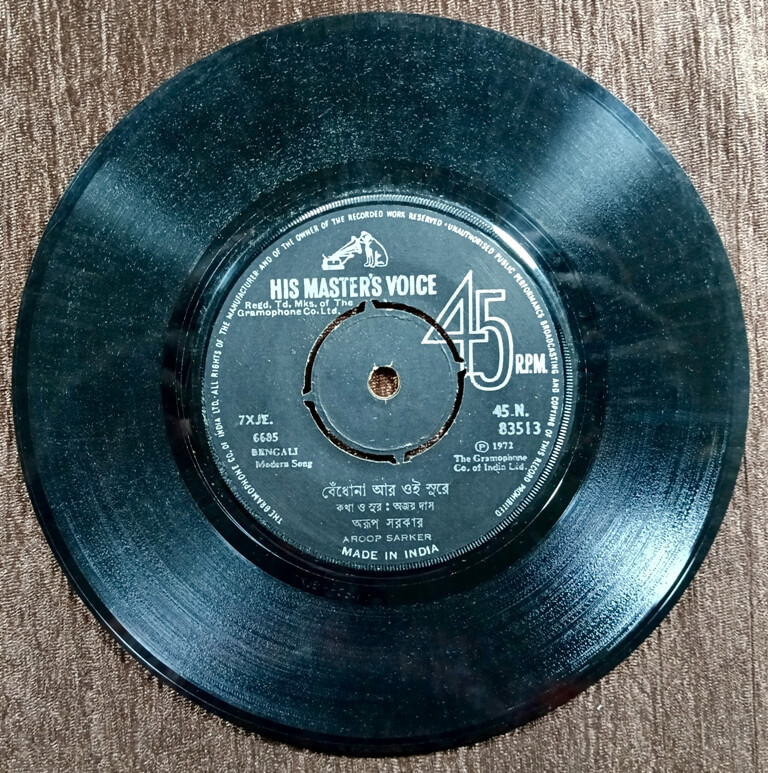 THE GRAMOPHONE CO. OF INDIA LTD.·ALL RIGHTS OF THE MANUFACTURER AND OF THE OWNER OF THE RECORDED WORK RESERVED·UNAUTHORISED PUBLIC PERFORMANCE BROADCASTING AND COPYING OF THIS RECORD PROHIBITED
HIS MASTER'S VOICE
Regd. Td. Mks. of The
Gramophone Co. Ltd.
45 R.P.M.
7XJE.
6685
BENGALI
Modern Song
45.N.
83513
Ⓟ 1972
The Gramophone
Co. of India Ltd.
বেঁধোনা আর ওই সুরে
কথা ও সুর : অজয় দাস
অরূপ সরকার
AROOP SARKER
MADE IN INDIA